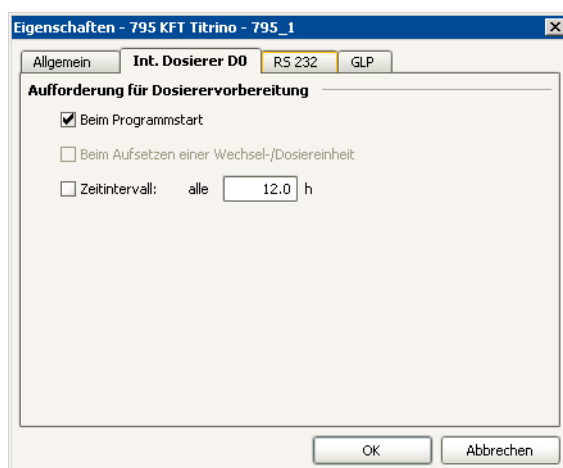 Eigenschaften - 795 KFT Titrino - 795_1
Allgemein Int. Dosierer D0 RS 232 GLP
Aufforderung für Dosierervorbereitung
Beim Programmstart
Beim Aufsetzen einer Wechsel-/Dosiereinheit
Zeitintervall: alle 12.0 h
OK Abbrechen